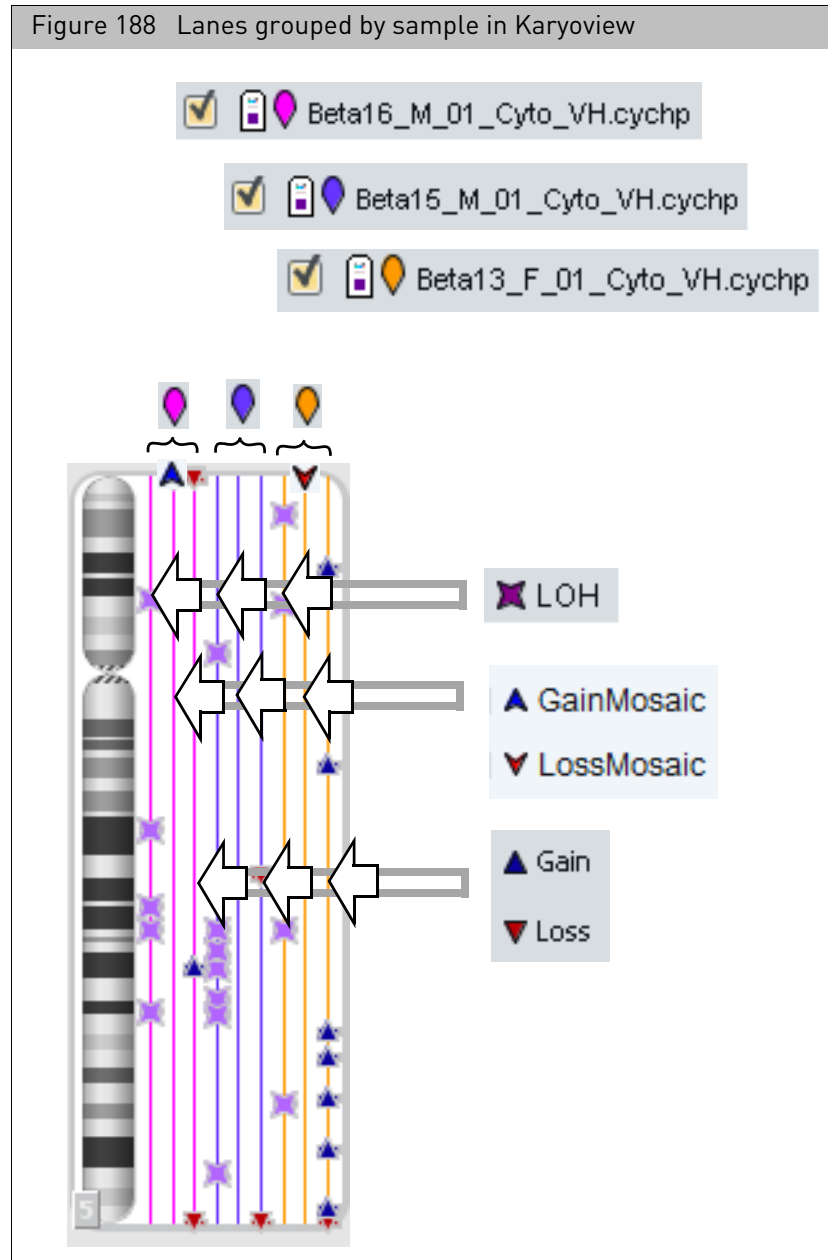 Figure 188 Lanes grouped by sample in Karyoview
Beta16_M_01_Cyto_VH.cychp
Beta15_M_01_Cyto_VH.cychp
Beta13_F_01_Cyto_VH.cychp
LOH
GainMosaic
LossMosaic
Gain
Loss
5